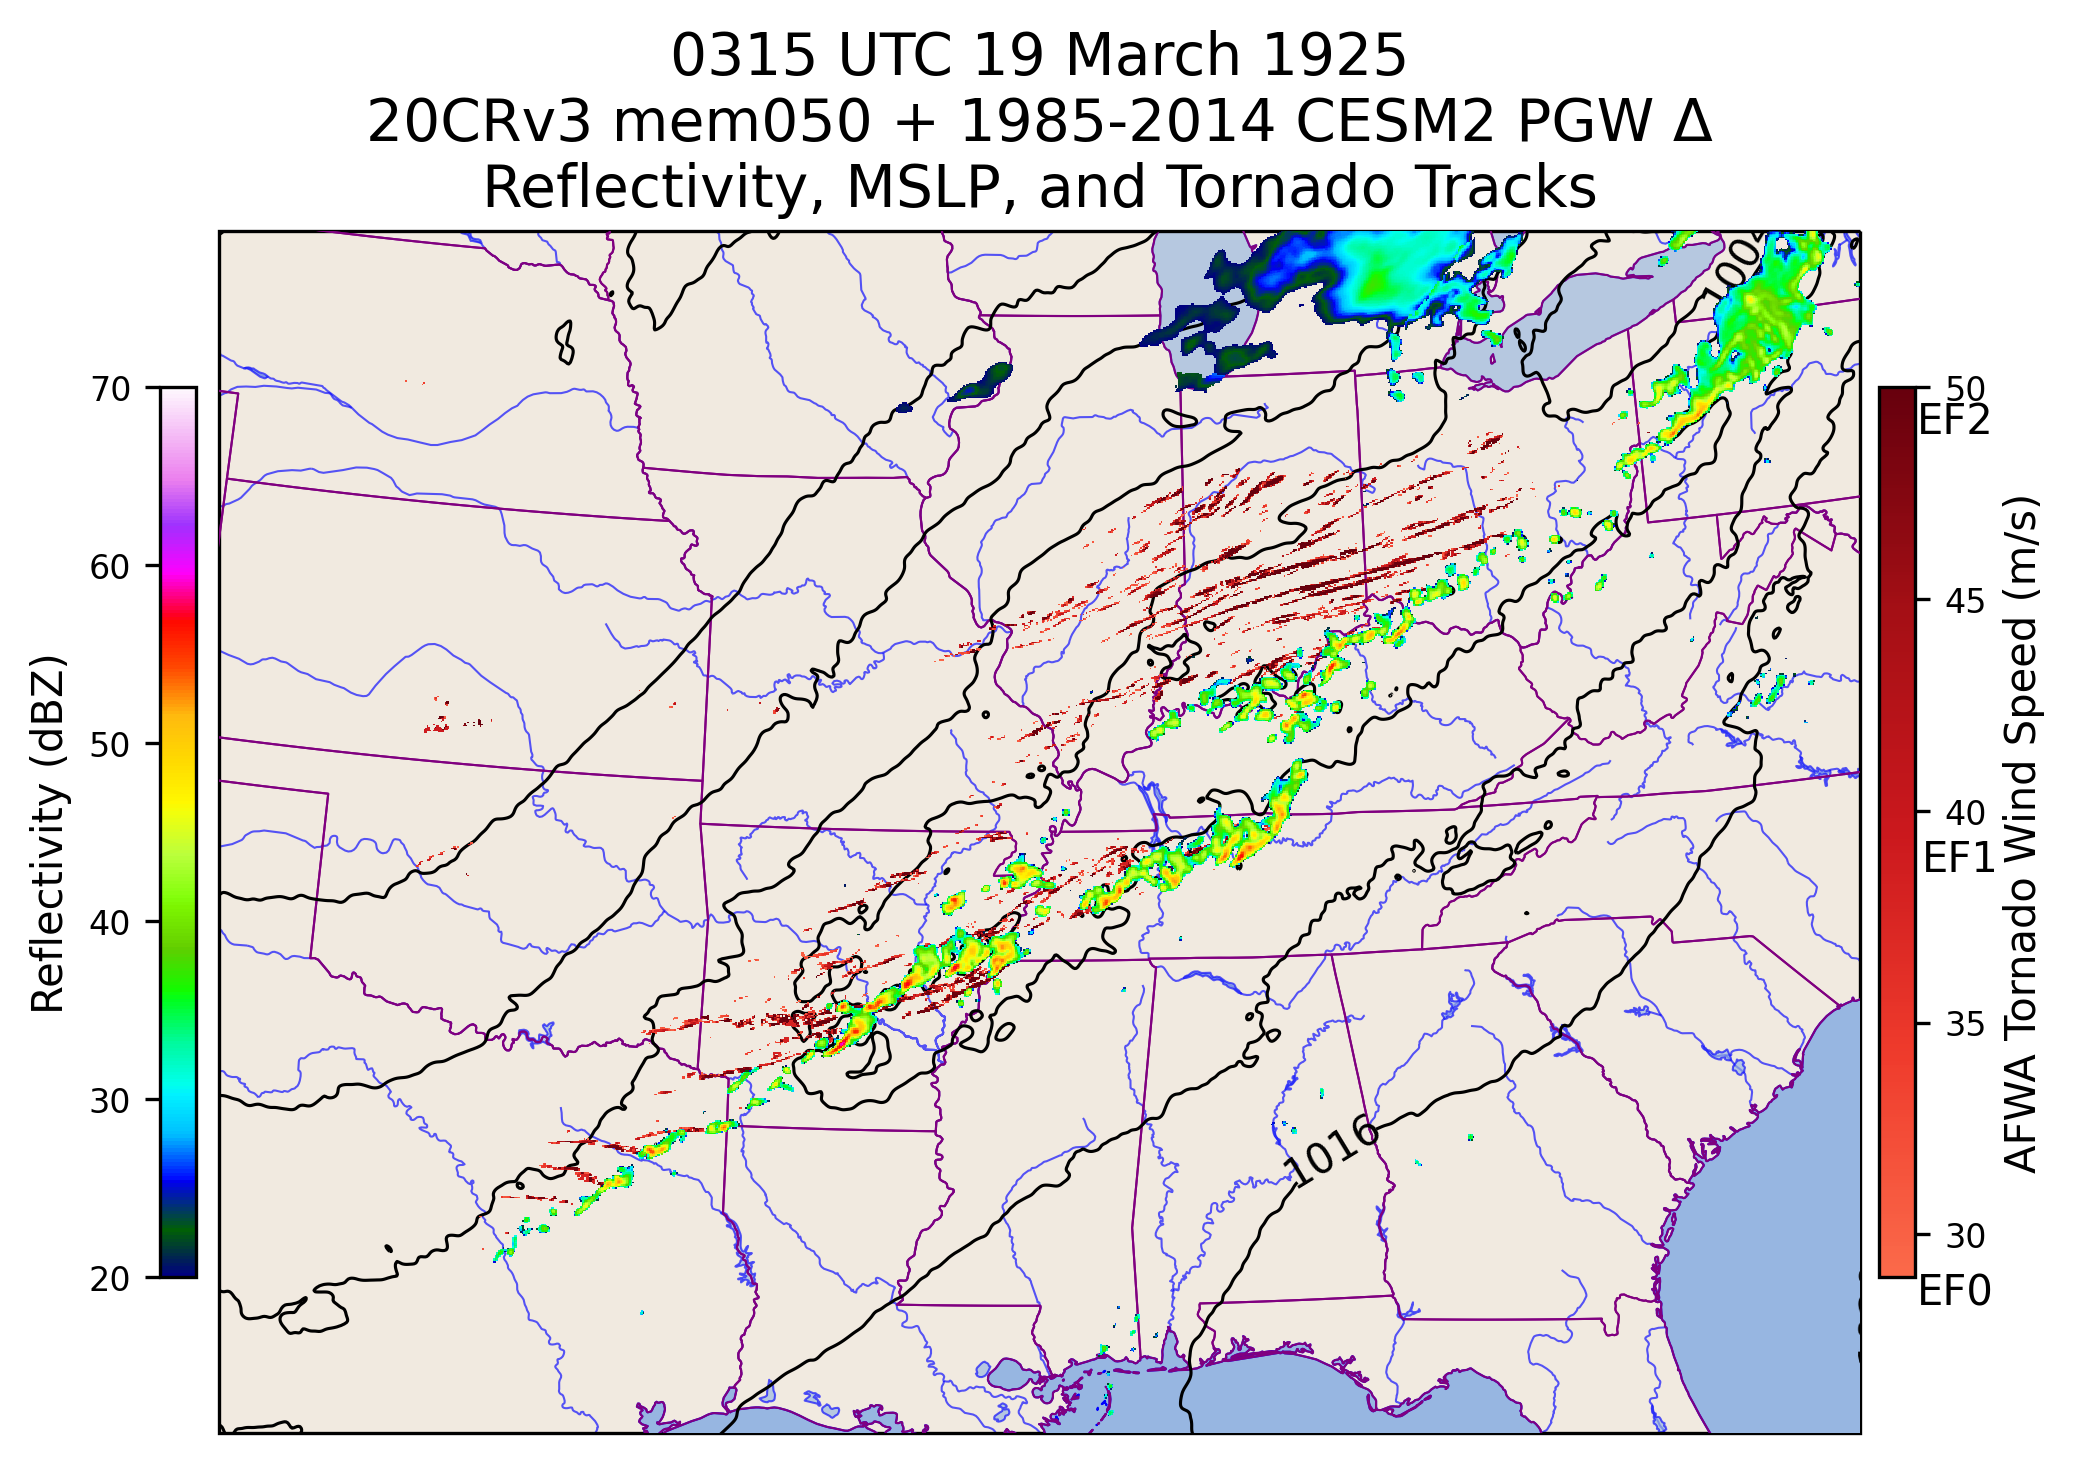 0315 UTC 19 March 1925
20CRv3 mem050 + 1985-2014 CESM2 PGW Δ
Reflectivity, MSLP, and Tornado Tracks
100
1016
Reflectivity (dBZ)
70
60
50
40
30
20
50
EF2
45
40
EF1
35
30
EF0
AFWA Tornado Wind Speed (m/s)